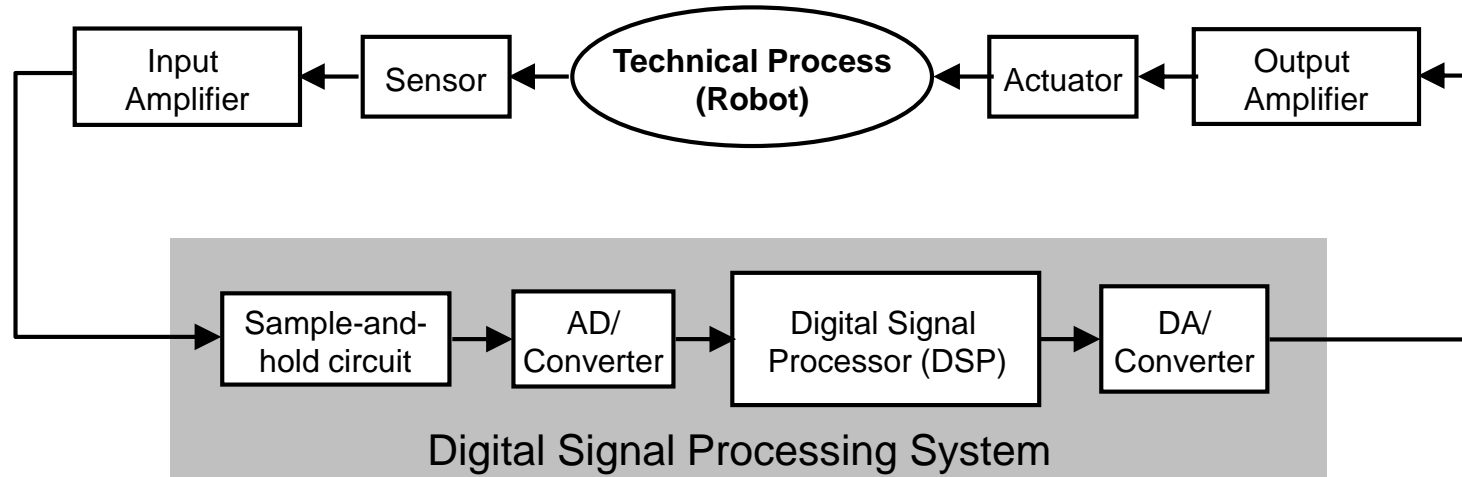 Input
Amplifier
Sensor
Technical Process
(Robot)
Actuator
Output
Amplifier
Sample-and-
hold circuit
AD/
Converter
Digital Signal
Processor (DSP)
DA/
Converter
Digital Signal Processing System